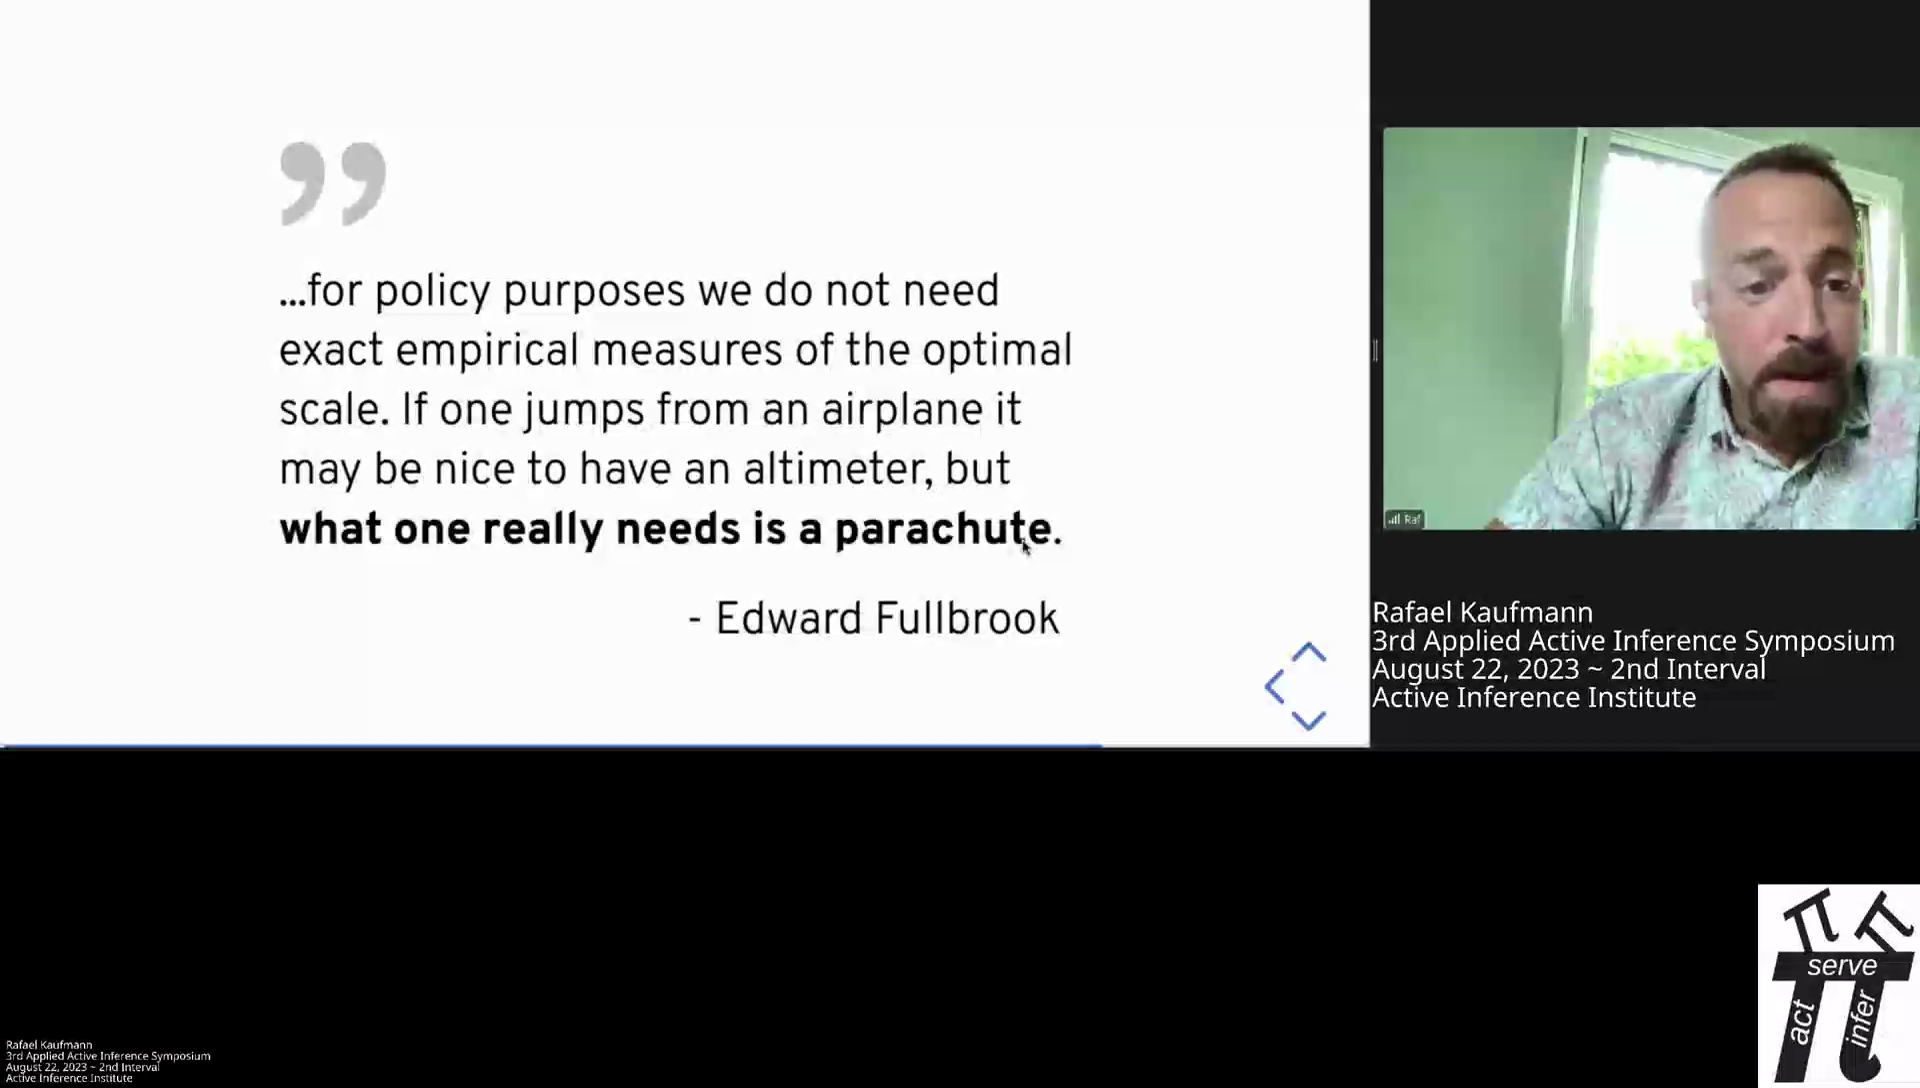 ”
...for policy purposes we do not need
exact empirical measures of the optimal
scale. If one jumps from an airplane it
may be nice to have an altimeter, but
what one really needs is a parachute.
- Edward Fullbrook
Raf
Rafael Kaufmann
3rd Applied Active Inference Symposium
August 22, 2023 ~ 2nd Interval
Active Inference Institute
π π
serve
act
infer
Rafael Kaufmann
3rd Applied Active Inference Symposium
August 22, 2023 ~ 2nd Interval
Active Inference Institute